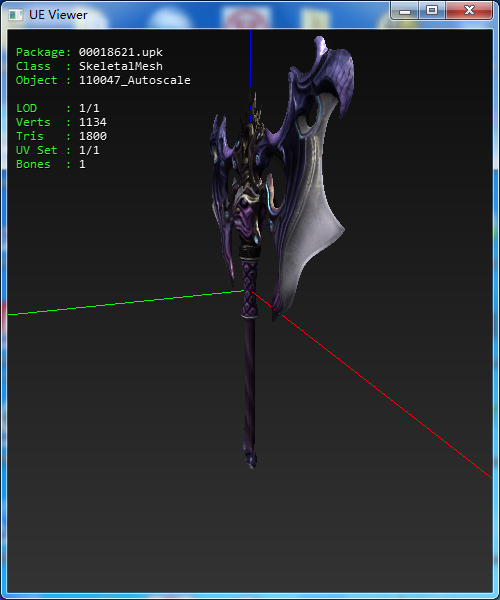 UE Viewer
Package: 00018621.upk
Class : SkeletalMesh
Object : 110047_Autoscale
LOD : 1/1
Verts : 1134
Tris : 1800
UV Set : 1/1
Bones : 1